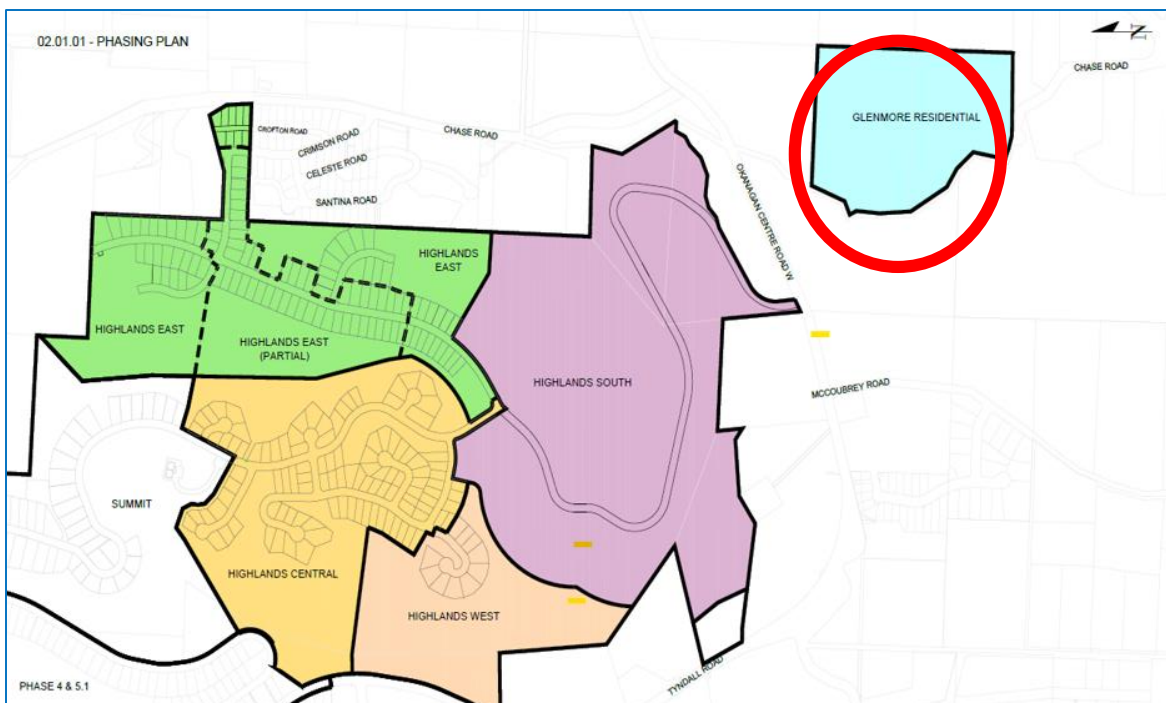 02.01.01 - PHASING PLAN
N
CHASE ROAD
GLENMORE RESIDENTIAL
CROFTON ROAD
CRIMSON ROAD
CHASE ROAD
CELESTE ROAD
SANTINA ROAD
OKANAGAN CENTRE ROAD W
HIGHLANDS
EAST
HIGHLANDS EAST
HIGHLANDS EAST
(PARTIAL)
HIGHLANDS SOUTH
MCCOUBREY ROAD
SUMMIT
HIGHLANDS CENTRAL
HIGHLANDS WEST
TYNDALL ROAD
PHASE 4 & 5.1